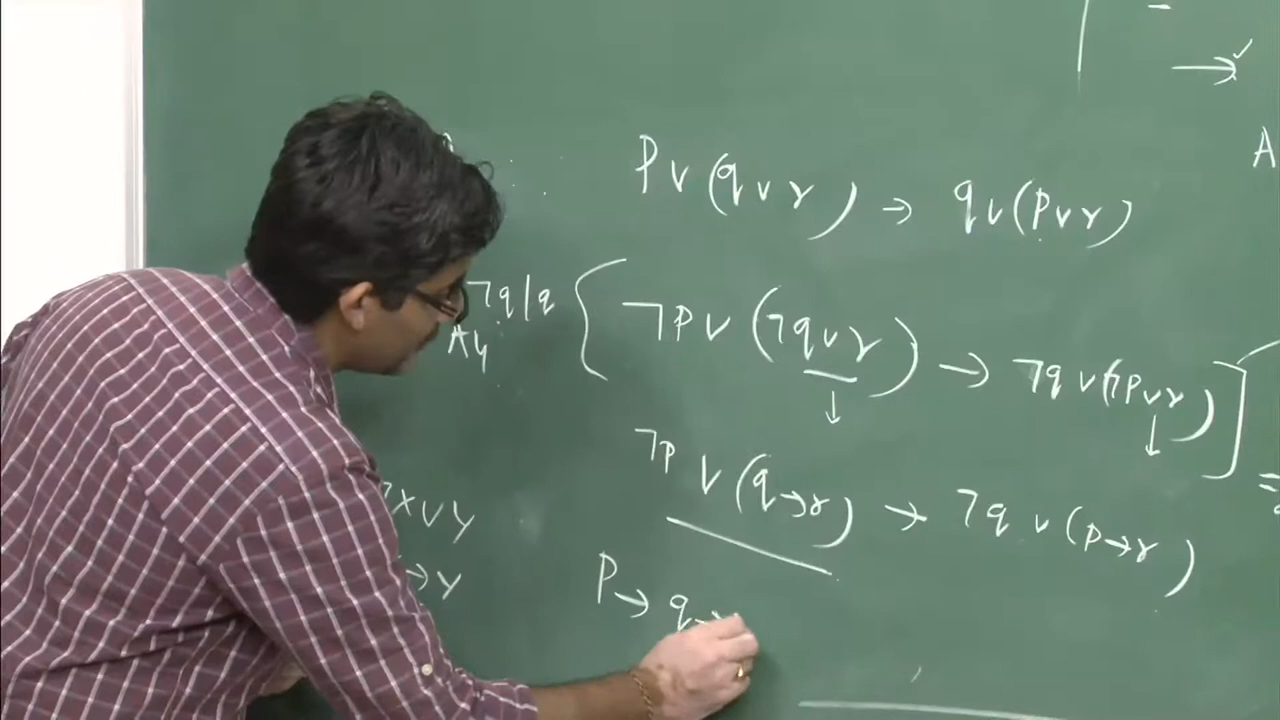 →✓
A
P∨(q∨r) → q∨(p∨r)
¬q|q { ¬p∨(¬q∨r) → ¬q∨(¬p∨r) ]
A4 ↓ ↓
¬p∨(q→r) → ¬q∨(p→r)
¬X∨Y
→Y
P→q→